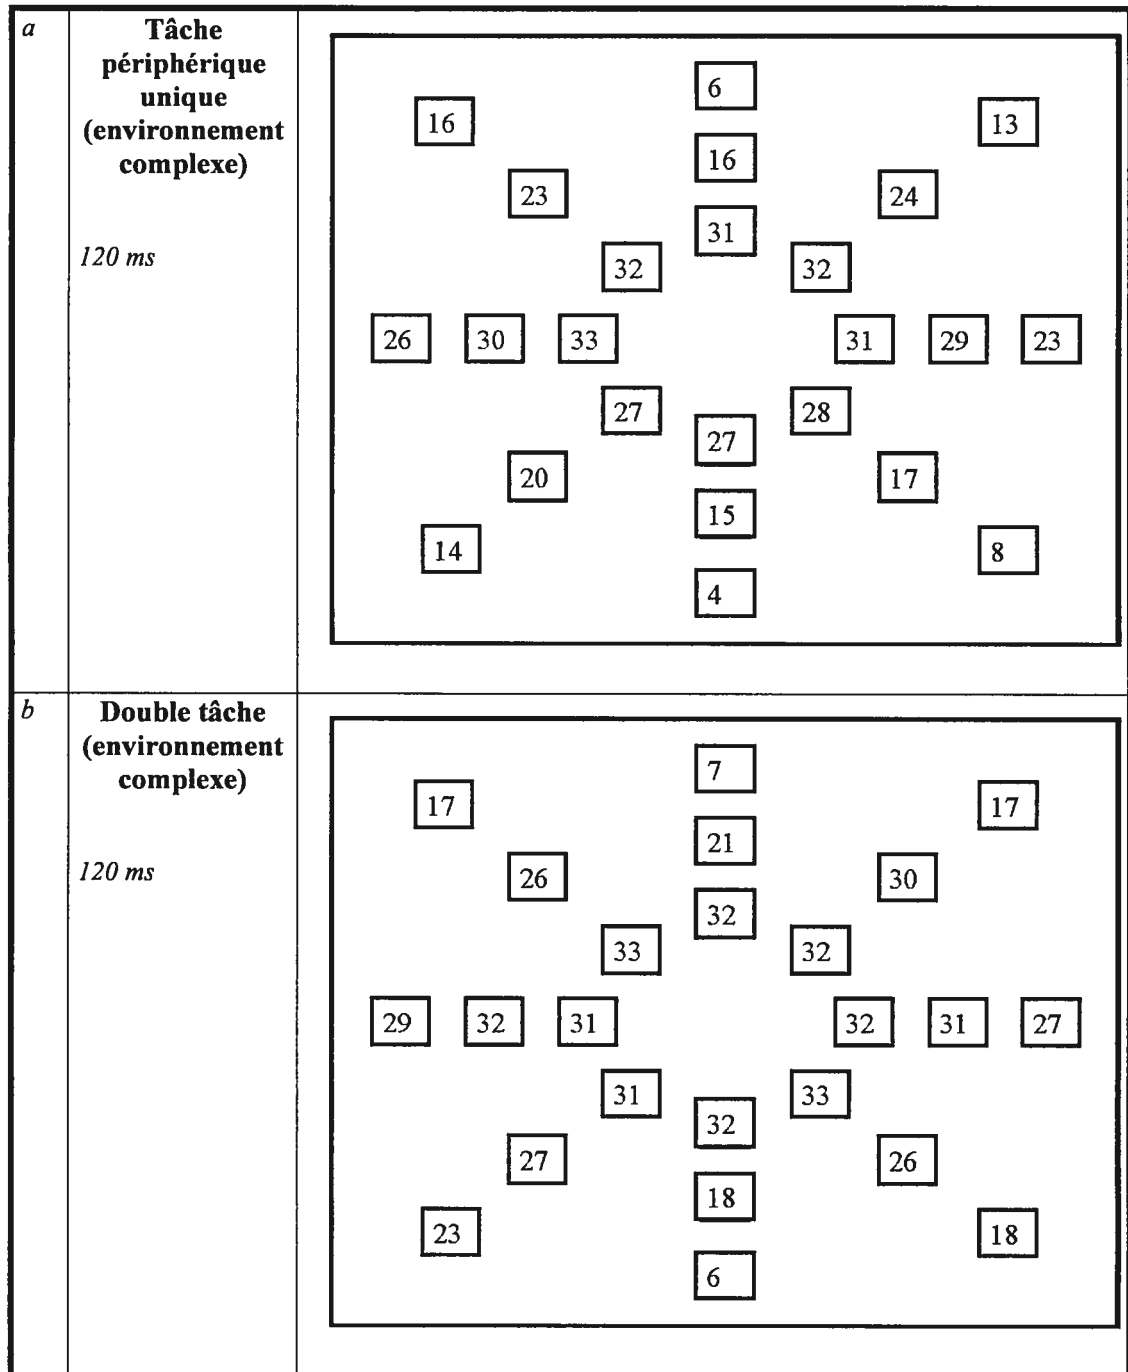 a
Tâche
périphérique
unique
(environnement
complexe)
120 ms
6
16 13
16
23 24
31
32 32
26 30 33 31 29 23
27 28
27
20 17
15
14 8
4
b
Double tâche
(environnement
complexe)
120 ms
7
17 17
21
26 30
32
33 32
29 32 31 32 31 27
31 33
32
27 26
18
23 18
6